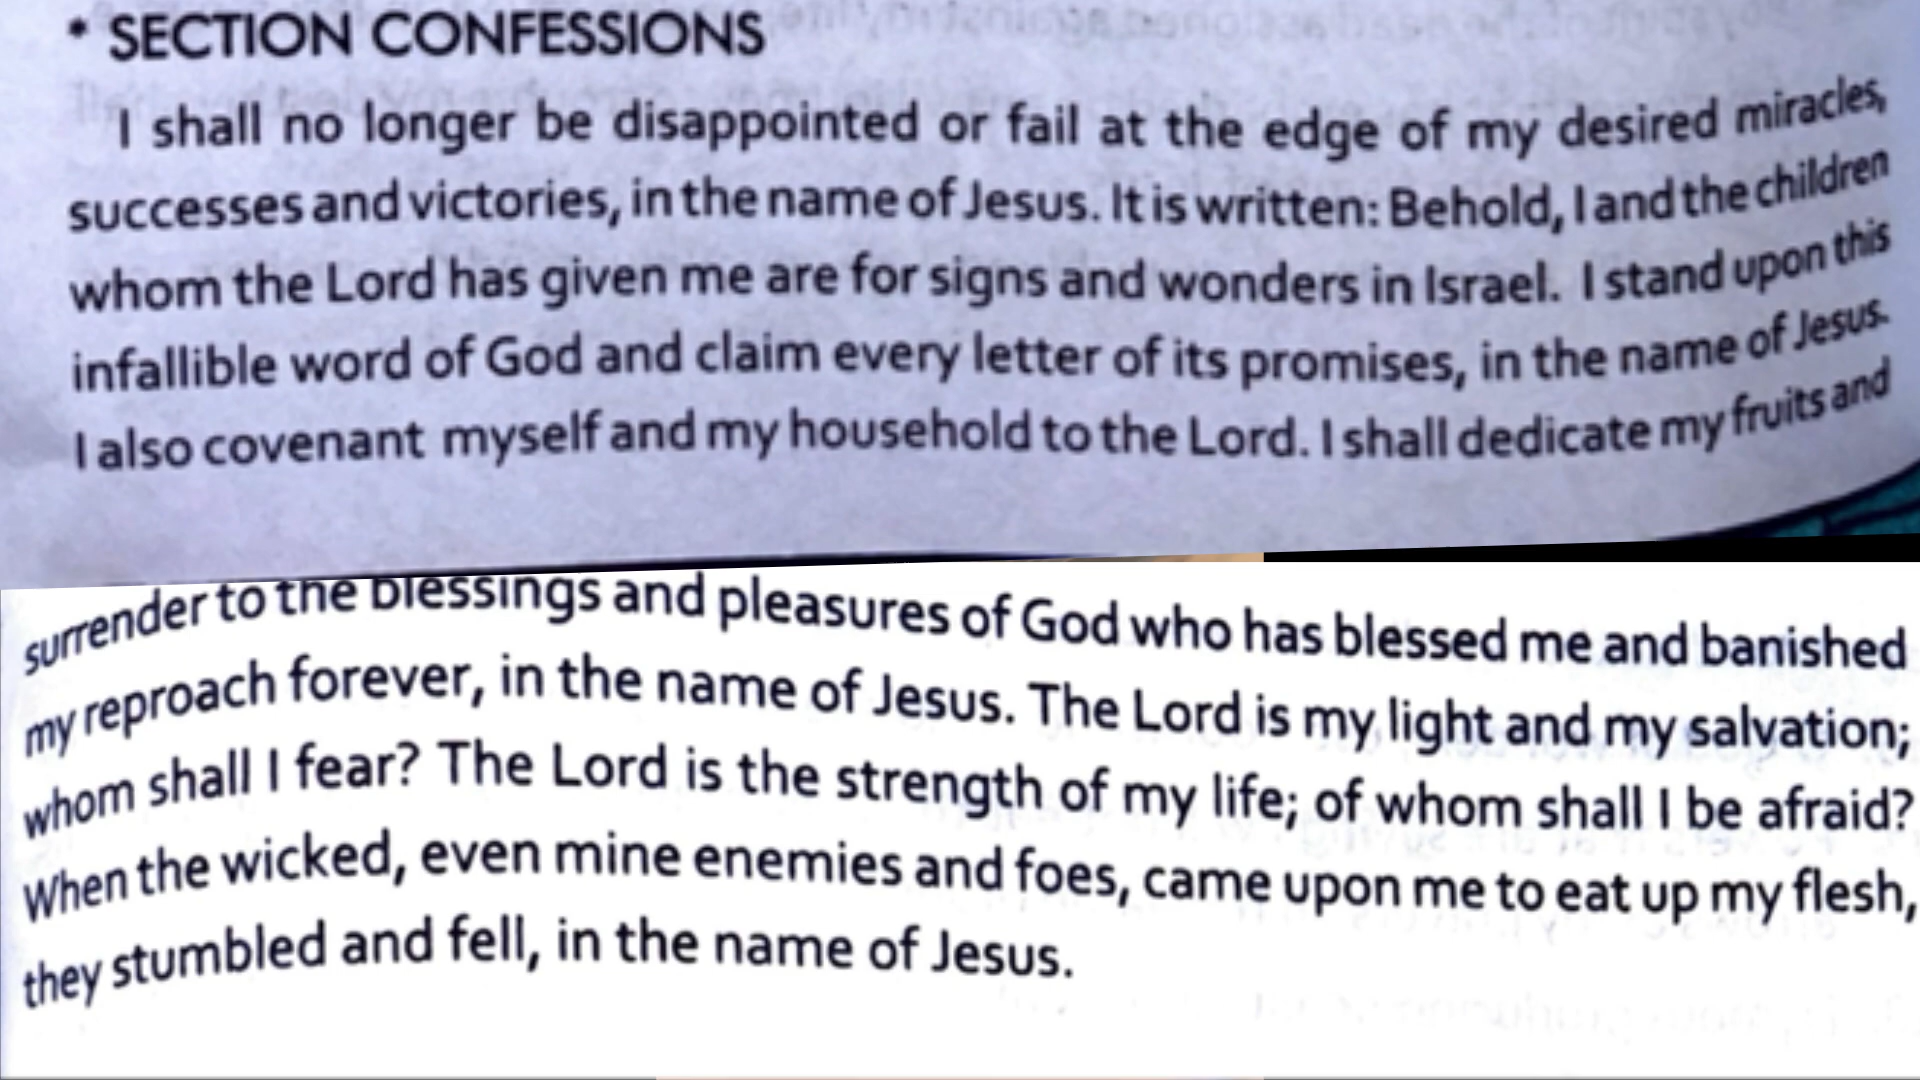 * SECTION CONFESSIONS
I shall no longer be disappointed or fail at the edge of my desired miracles,
successes and victories, in the name of Jesus. It is written: Behold, I and the children
whom the Lord has given me are for signs and wonders in Israel. I stand upon this
infallible word of God and claim every letter of its promises, in the name of Jesus.
I also covenant myself and my household to the Lord. I shall dedicate my fruits and
surrender to the blessings and pleasures of God who has blessed me and banished
my reproach forever, in the name of Jesus. The Lord is my light and my salvation;
whom shall I fear? The Lord is the strength of my life; of whom shall I be afraid?
When the wicked, even mine enemies and foes, came upon me to eat up my flesh,
they stumbled and fell, in the name of Jesus.